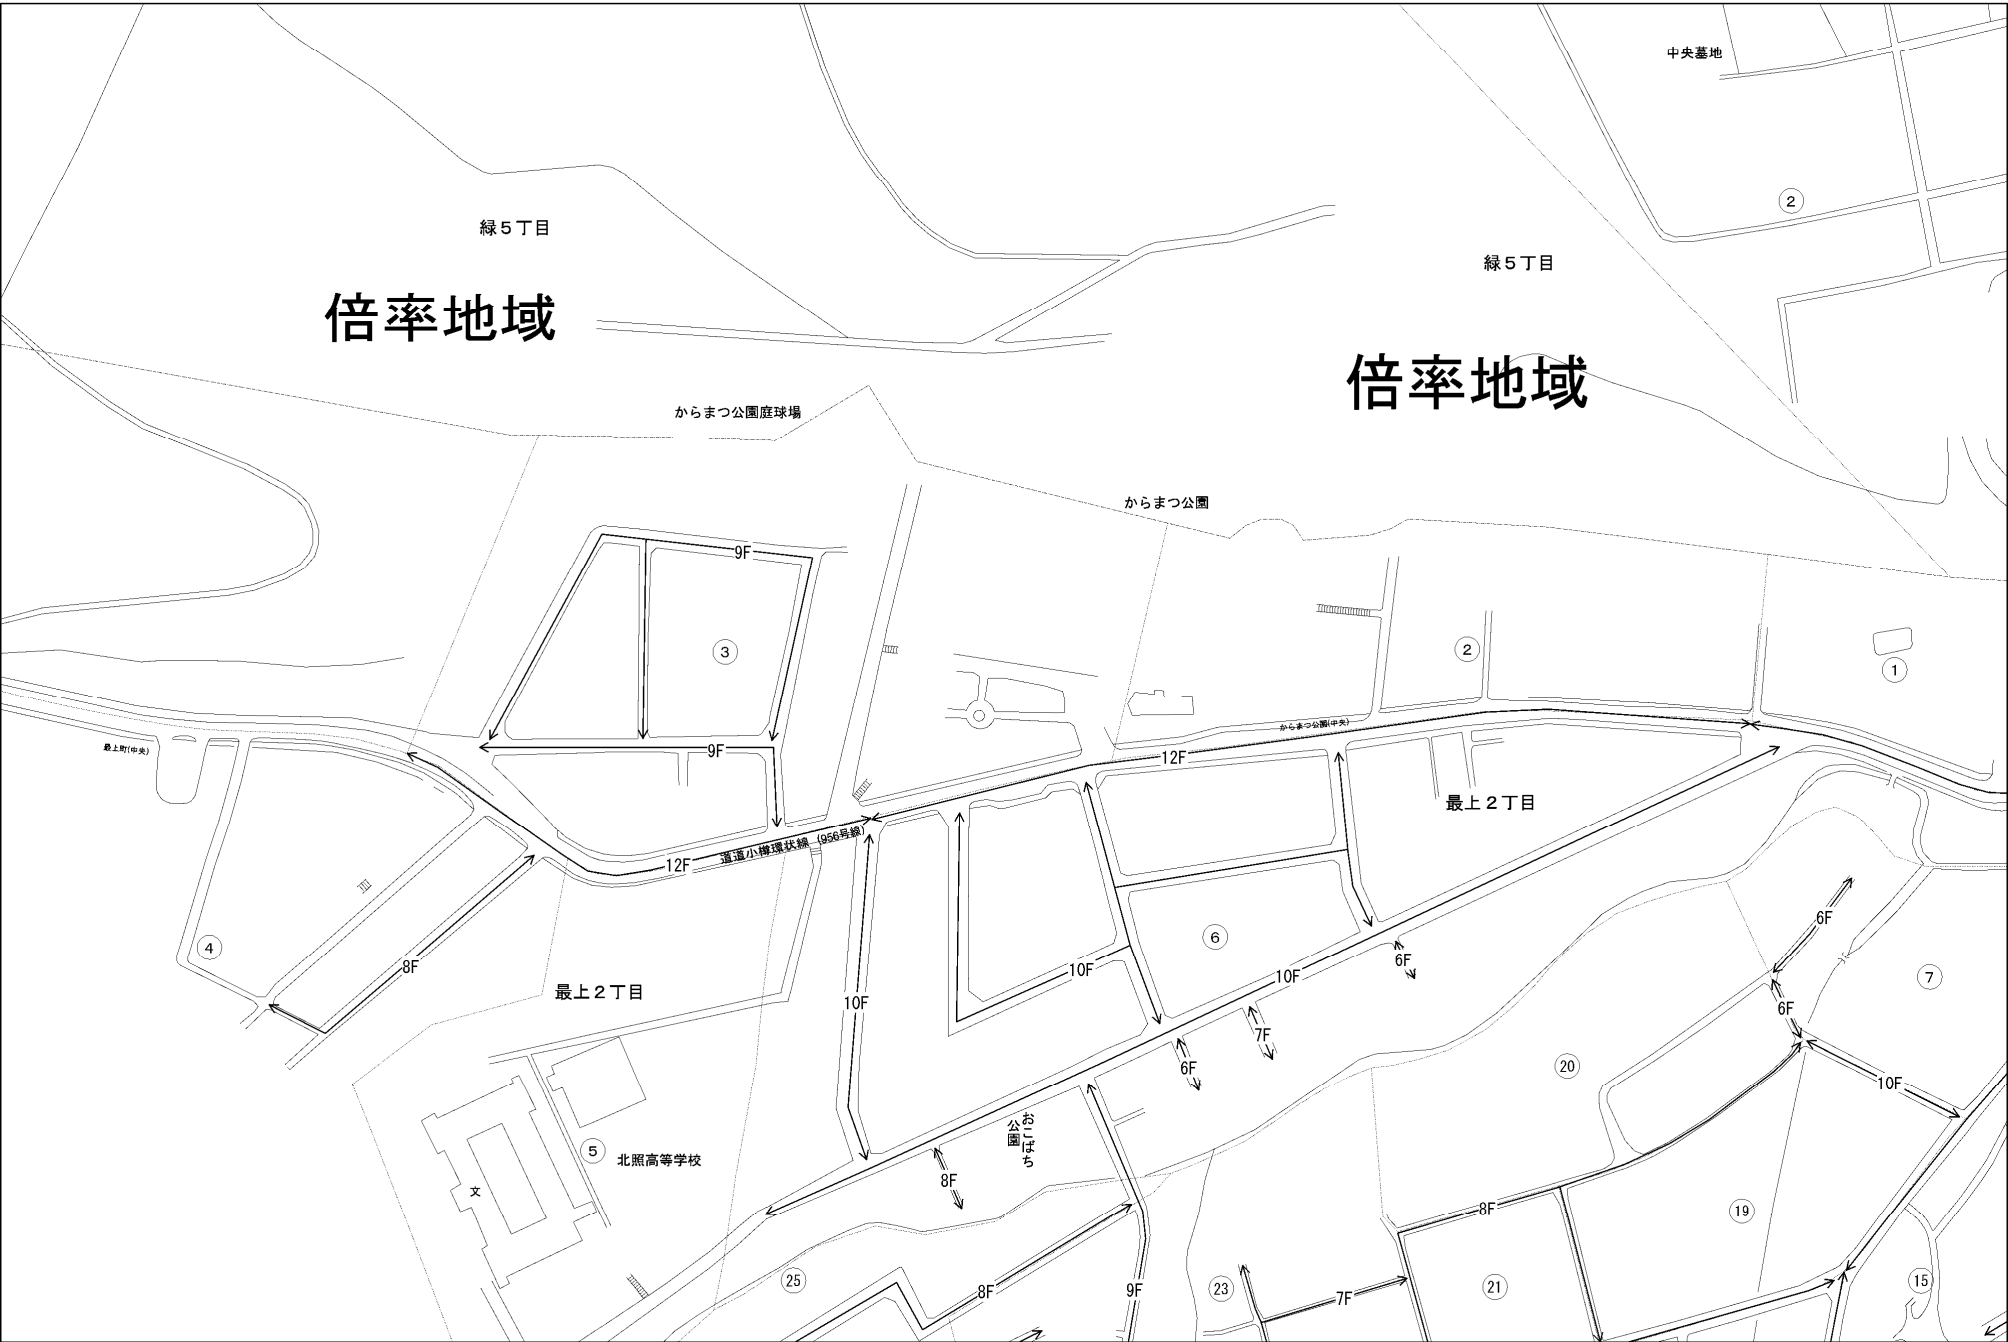 中央墓地
2
緑5丁目
緑5丁目
倍率地域
倍率地域
からまつ公園庭球場
からまつ公園
9F
3
2
1
からまつ公園(中央)
最上町(中央)
9F
12F
最上2丁目
道道小樽環状線 (956号線)
12F
6F
4
6
8F
10F
10F
6F
7
最上2丁目
10F
6F
7F
6F
20
10F
おこばち
公園
5
北照高等学校
文
8F
8F
19
25
8F
9F
23
7F
21
15